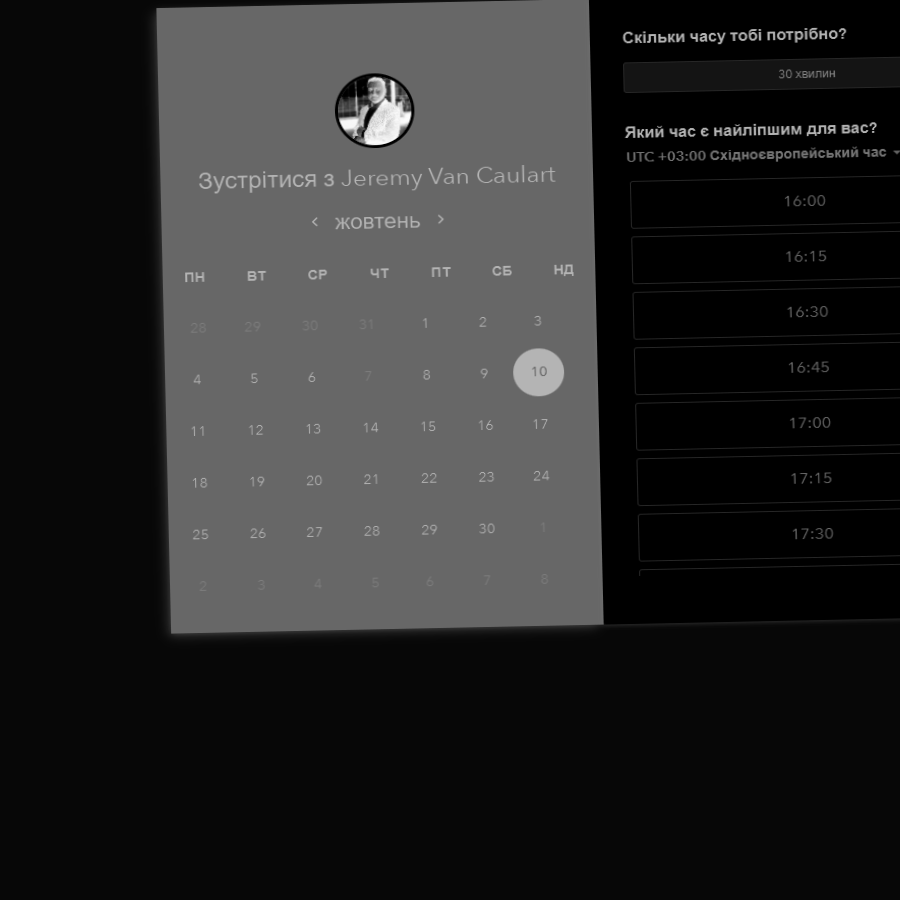 Зустрітися з Jeremy Van Caulart
жовтень
ПН ВТ СР ЧТ ПТ СБ НД
28 29 30 31 1 2 3
4 5 6 7 8 9 10
11 12 13 14 15 16 17
18 19 20 21 22 23 24
25 26 27 28 29 30 1
2 3 4 5 6 7 8
Скільки часу тобі потрібно?
30 хвилин
Який час є найліпшим для вас?
UTC +03:00 Східноєвропейський час
16:00
16:15
16:30
16:45
17:00
17:15
17:30